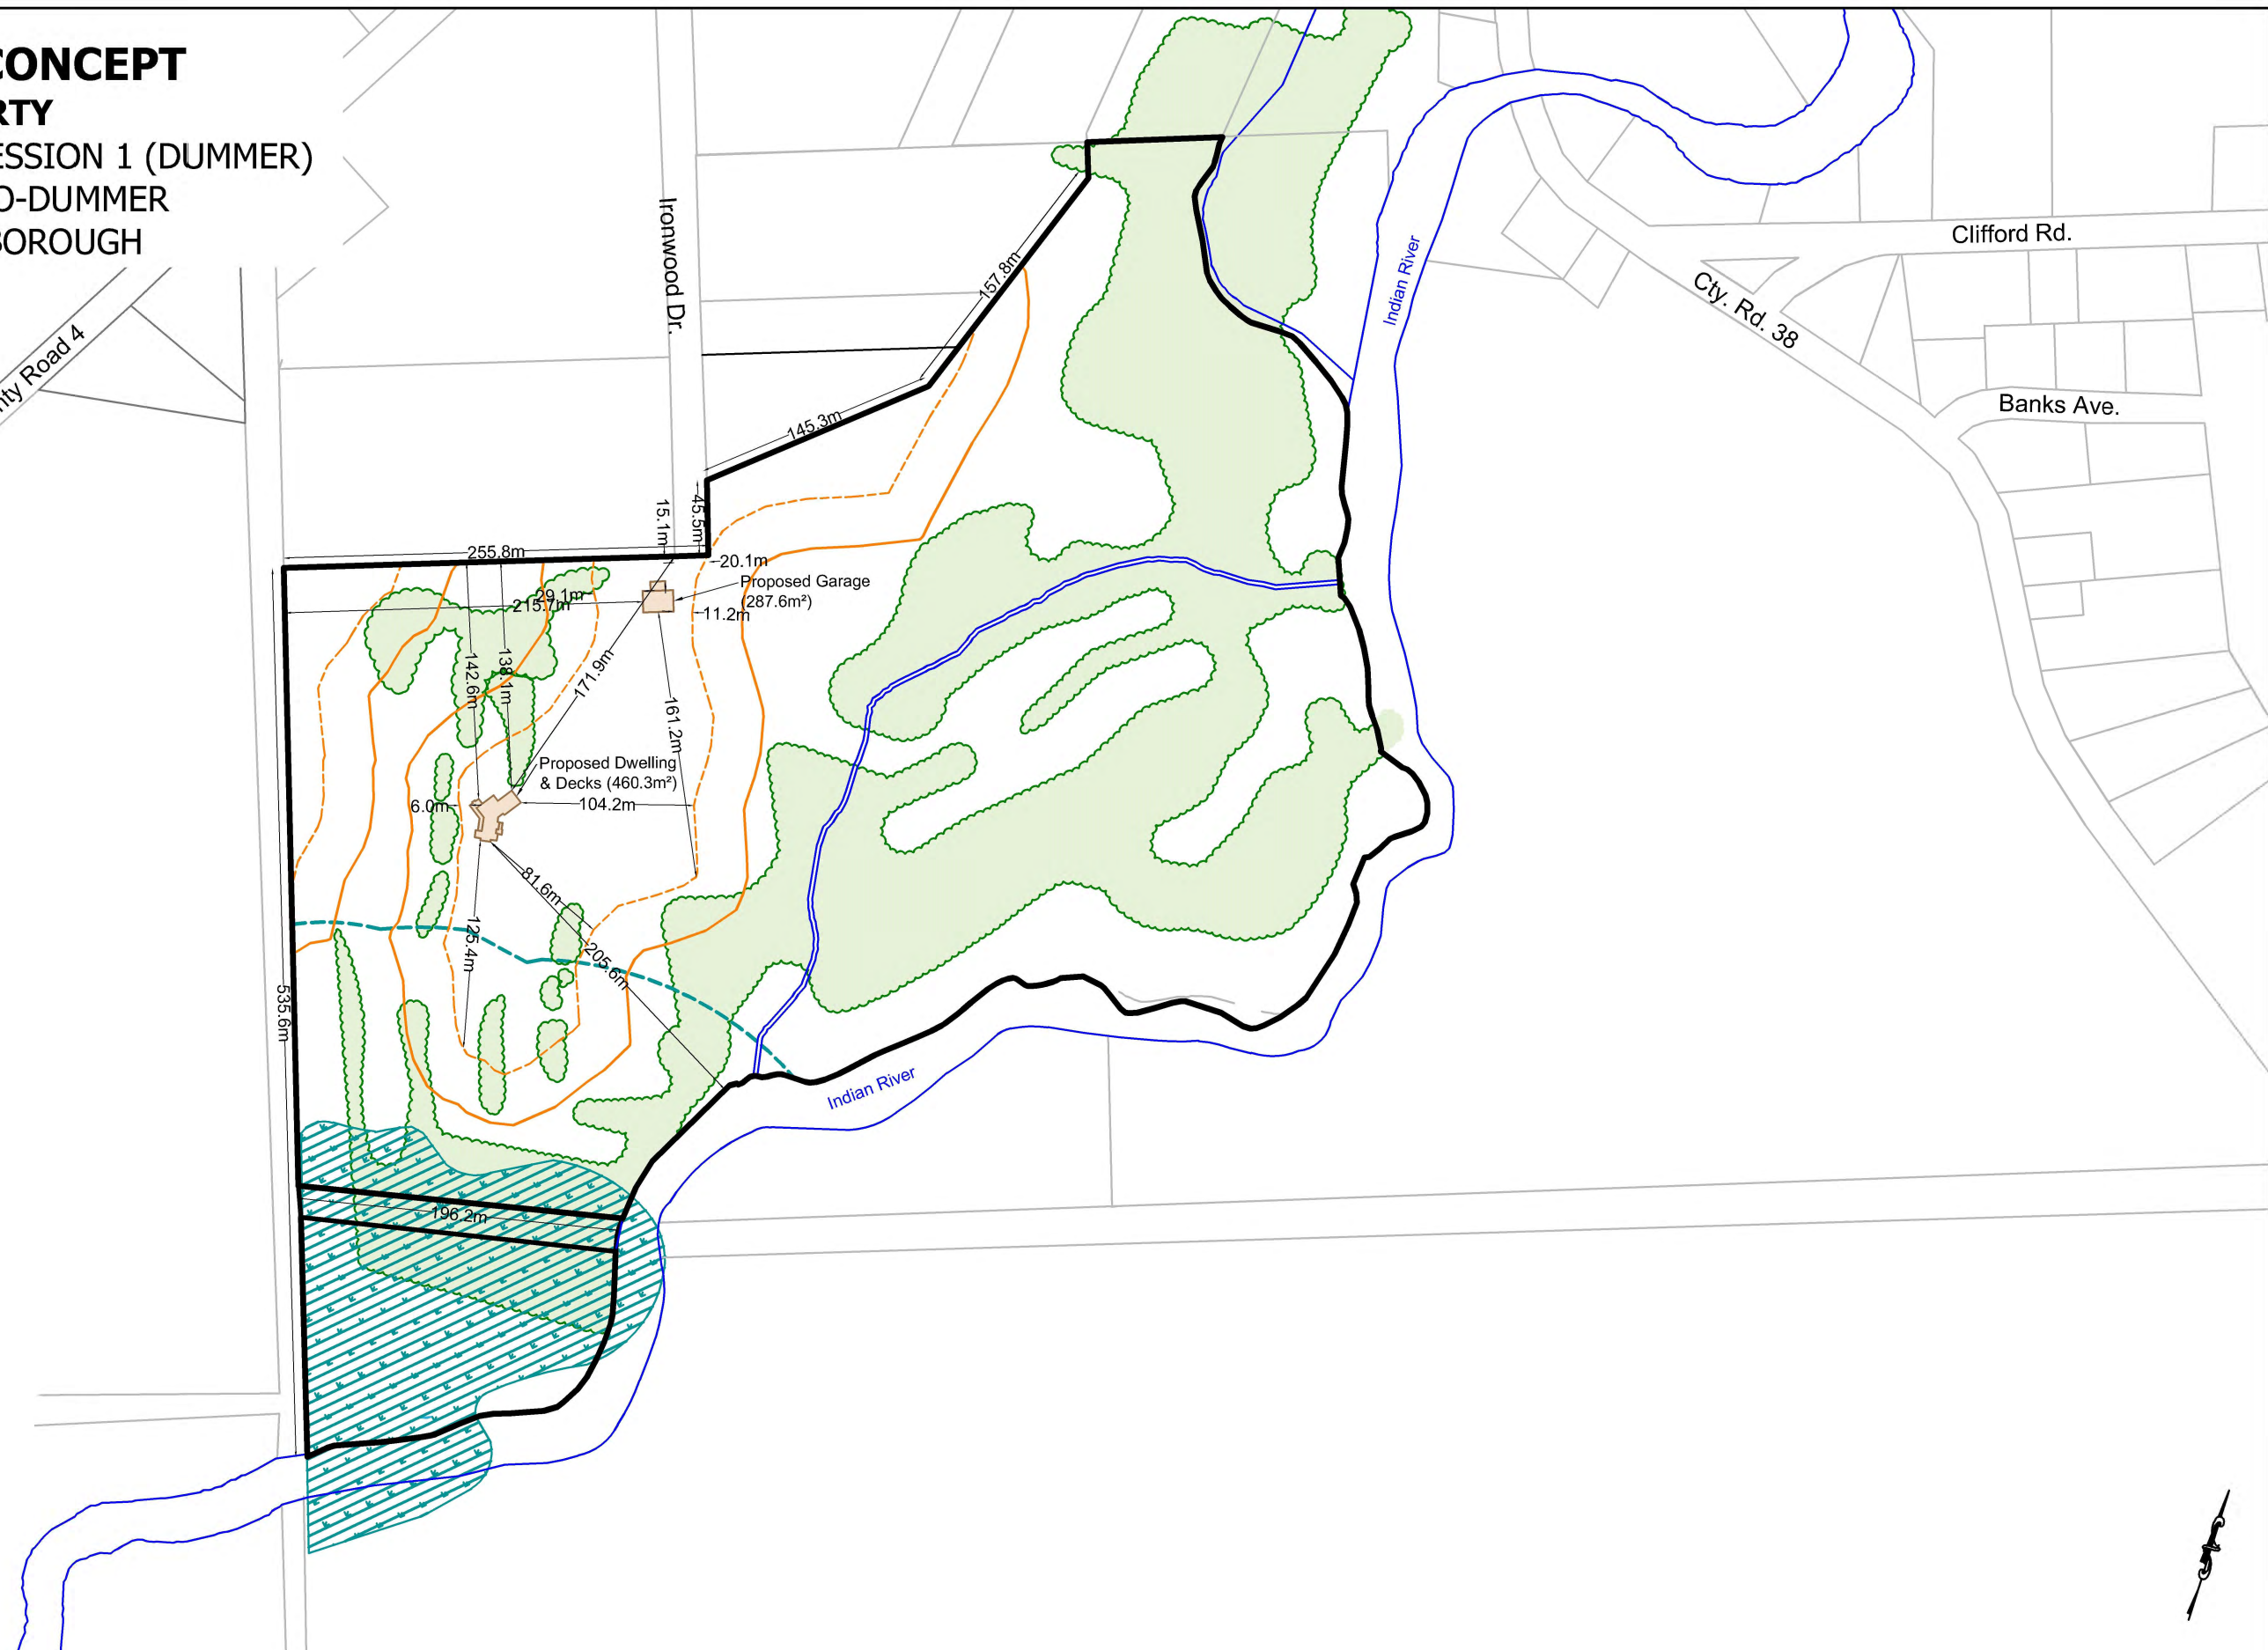 CONCEPT
RTY
ESSION 1 (DUMMER)
O-DUMMER
BOROUGH
nty Road 4
Ironwood Dr.
Indian River
Clifford Rd.
Cty. Rd. 38
Banks Ave.
157.8m
145.3m
15.1m
45.5m
255.8m
20.1m
Proposed Garage
(287.6m²)
29.1m
215.7m
11.2m
142.6m
138.1m
171.9m
161.2m
Proposed Dwelling
& Decks (460.3m²)
6.0m
104.2m
81.6m
125.4m
205.6m
535.6m
Indian River
196.2m